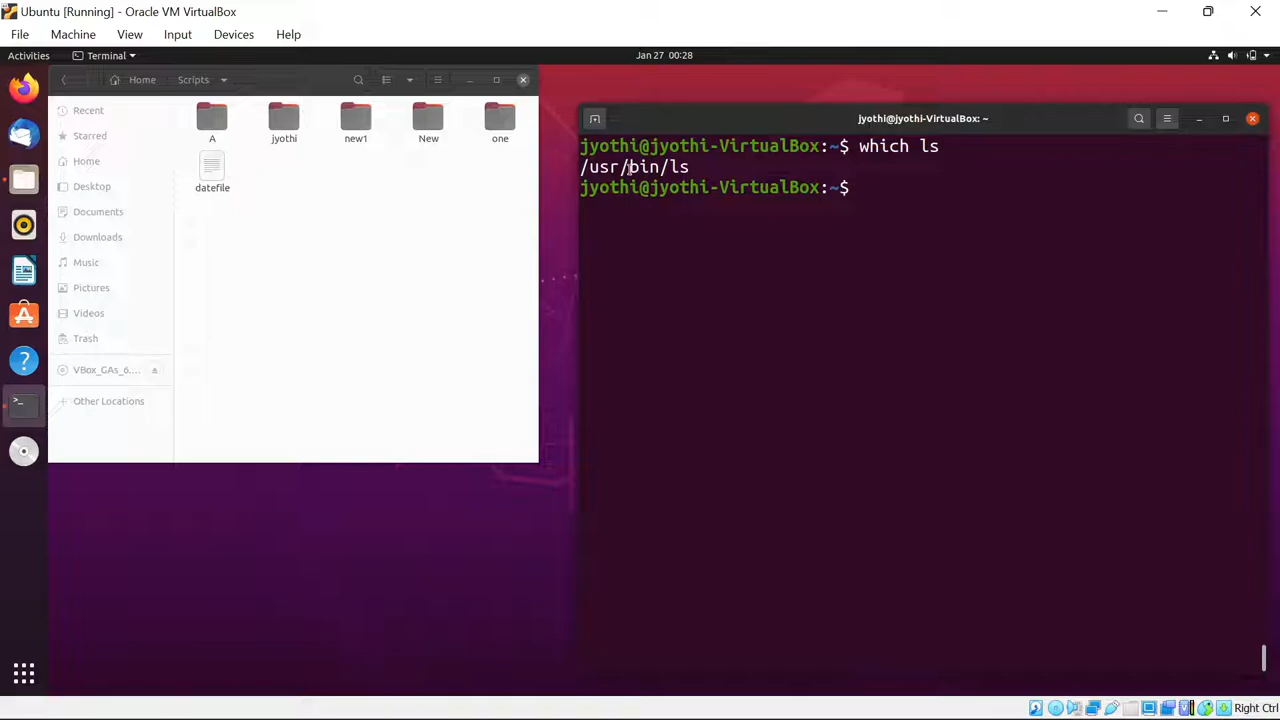 Ubuntu [Running] - Oracle VM VirtualBox
File Machine View Input Devices Help
Activities Terminal Jan 27 00:28
Home Scripts
Recent
Starred
Home
Desktop
Documents
Downloads
Music
Pictures
Videos
Trash
VBox_GAs_6....
Other Locations
A jyothi new1 New one
datefile
jyothi@jyothi-VirtualBox: ~
jyothi@jyothi-VirtualBox:~$ which ls
/usr/bin/ls
jyothi@jyothi-VirtualBox:~$
Right Ctrl